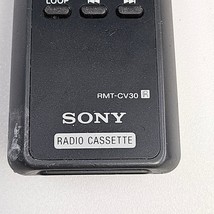 LOOP
RMT-CV30 R
SONY
RADIO CASSETTE